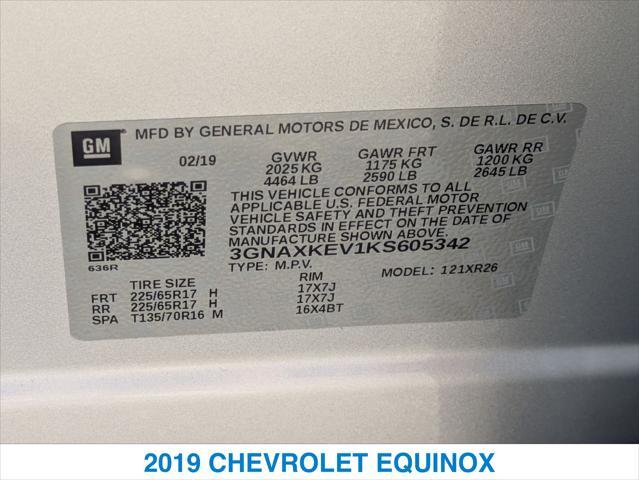 GM MFD BY GENERAL MOTORS DE MEXICO, S. DE R.L. DE C.V.
02/19 GVWR GAWR FRT GAWR RR
2025 KG 1175 KG 1200 KG
4464 LB 2590 LB 2645 LB
THIS VEHICLE CONFORMS TO ALL
APPLICABLE U.S. FEDERAL MOTOR
VEHICLE SAFETY AND THEFT PREVENTION
STANDARDS IN EFFECT ON THE DATE OF
MANUFACTURE SHOWN ABOVE.
3GNAXKEV1KS605342
636R TYPE: M.P.V. MODEL: 121XR26
TIRE SIZE RIM
FRT 225/65R17 H 17X7J
RR 225/65R17 H 17X7J
SPA T135/70R16 M 16X4BT
2019 CHEVROLET EQUINOX